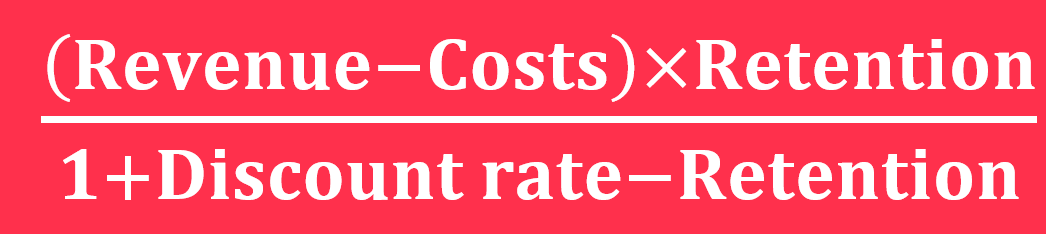 (Revenue−Costs)×Retention
1+Discount rate−Retention